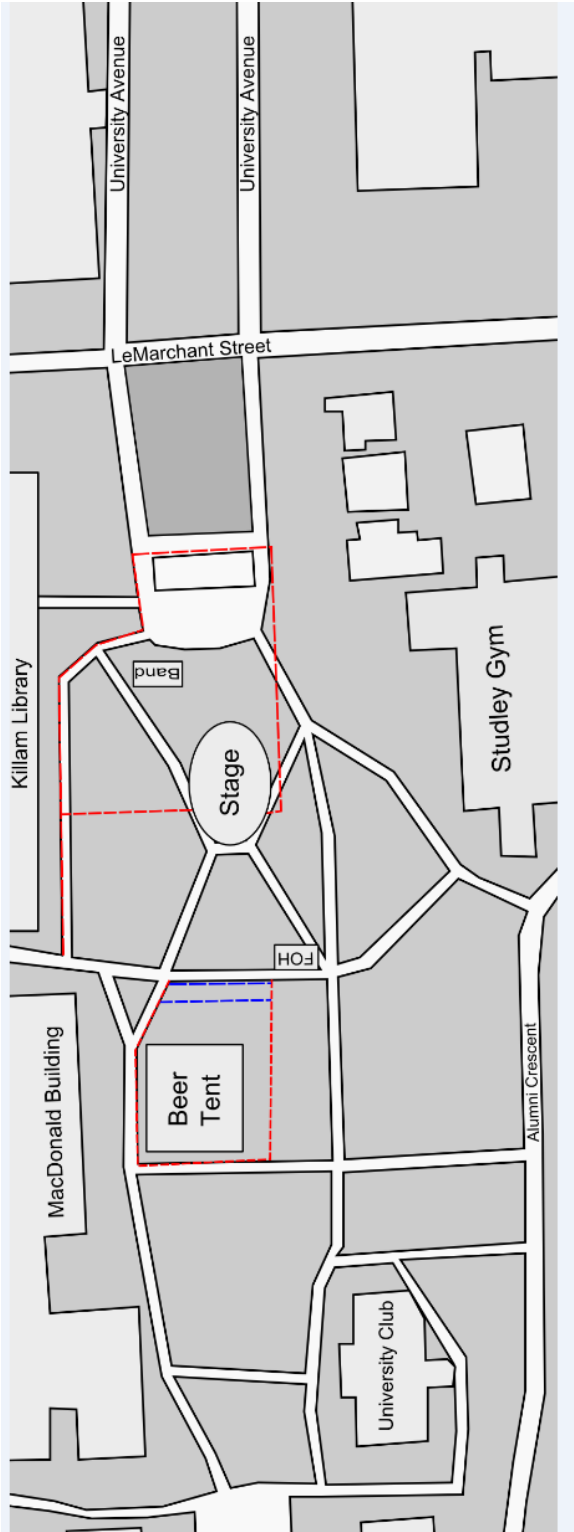 University Avenue
University Avenue
LeMarchant Street
Killam Library
Band
Stage
Studley Gym
FOH
MacDonald Building
Beer
Tent
Alumni Crescent
University Club